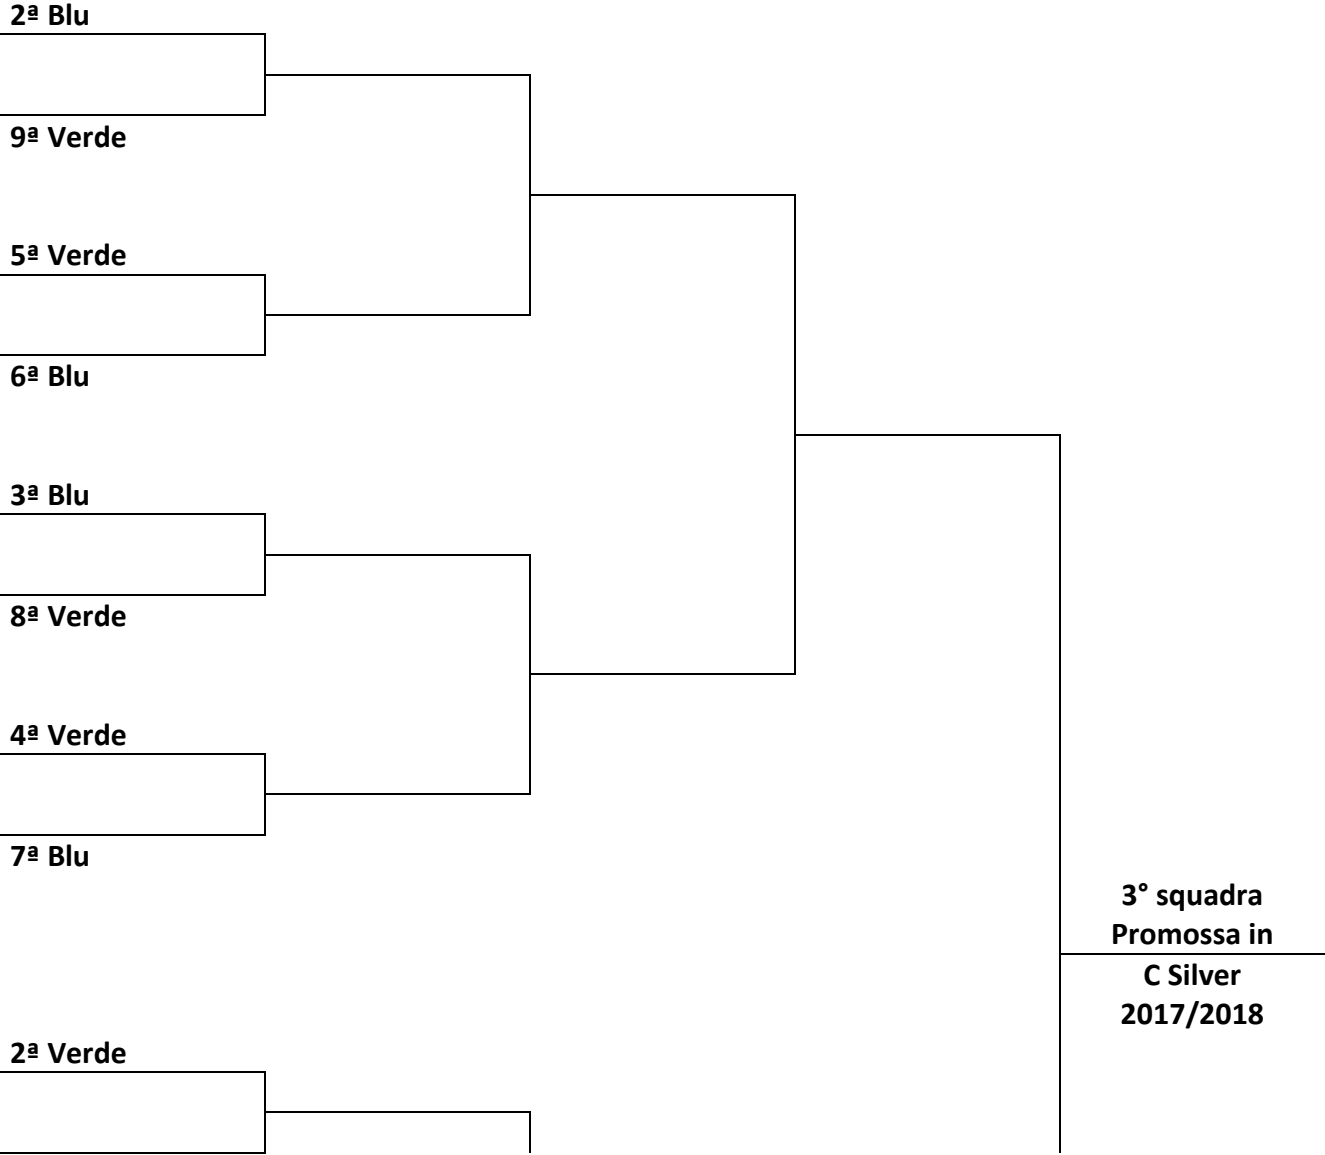 2ª Blu
9ª Verde
5ª Verde
6ª Blu
3ª Blu
8ª Verde
4ª Verde
7ª Blu
3° squadra
Promossa in
C Silver
2017/2018
2ª Verde